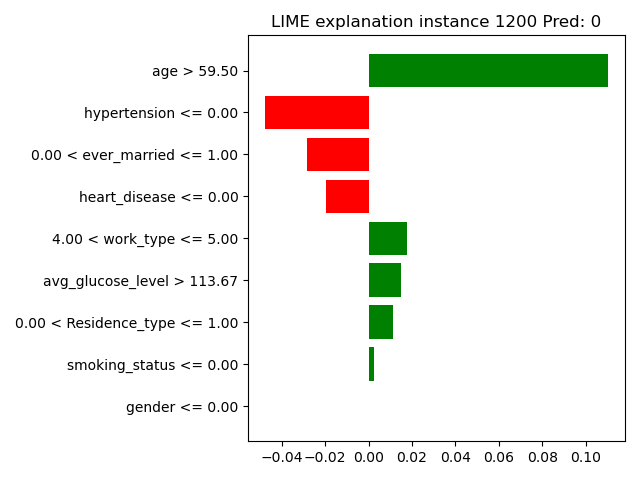 LIME explanation instance 1200 Pred: 0
age > 59.50
hypertension <= 0.00
0.00 < ever_married <= 1.00
heart_disease <= 0.00
4.00 < work_type <= 5.00
avg_glucose_level > 113.67
0.00 < Residence_type <= 1.00
smoking_status <= 0.00
gender <= 0.00
−0.04 −0.02 0.00 0.02 0.04 0.06 0.08 0.10